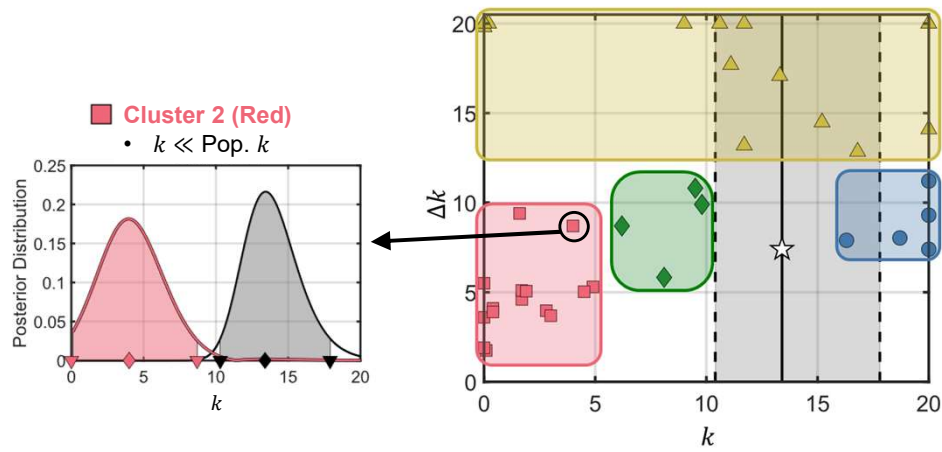 Cluster 2 (Red)
• k ≪ Pop. k
Posterior Distribution
0.25
0.2
0.15
0.1
0.05
0
0 5 10 15 20
k
Δk
20
15
10
5
0
0 5 10 15 20
k